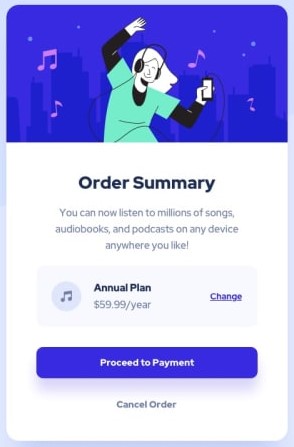 Order Summary
You can now listen to millions of songs,
audiobooks, and podcasts on any device
anywhere you like!
Annual Plan
$59.99/year
Change
Proceed to Payment
Cancel Order